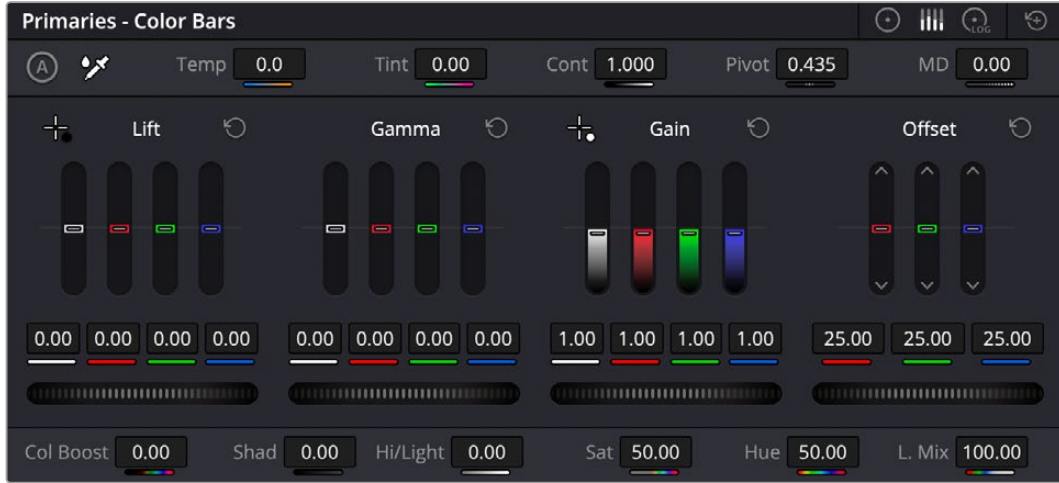 Primaries - Color Bars
LOG
A Temp 0.0 Tint 0.00 Cont 1.000 Pivot 0.435 MD 0.00
Lift Gamma Gain Offset
0.00 0.00 0.00 0.00 0.00 0.00 0.00 0.00 1.00 1.00 1.00 1.00 25.00 25.00 25.00
Col Boost 0.00 Shad 0.00 Hi/Light 0.00 Sat 50.00 Hue 50.00 L. Mix 100.00